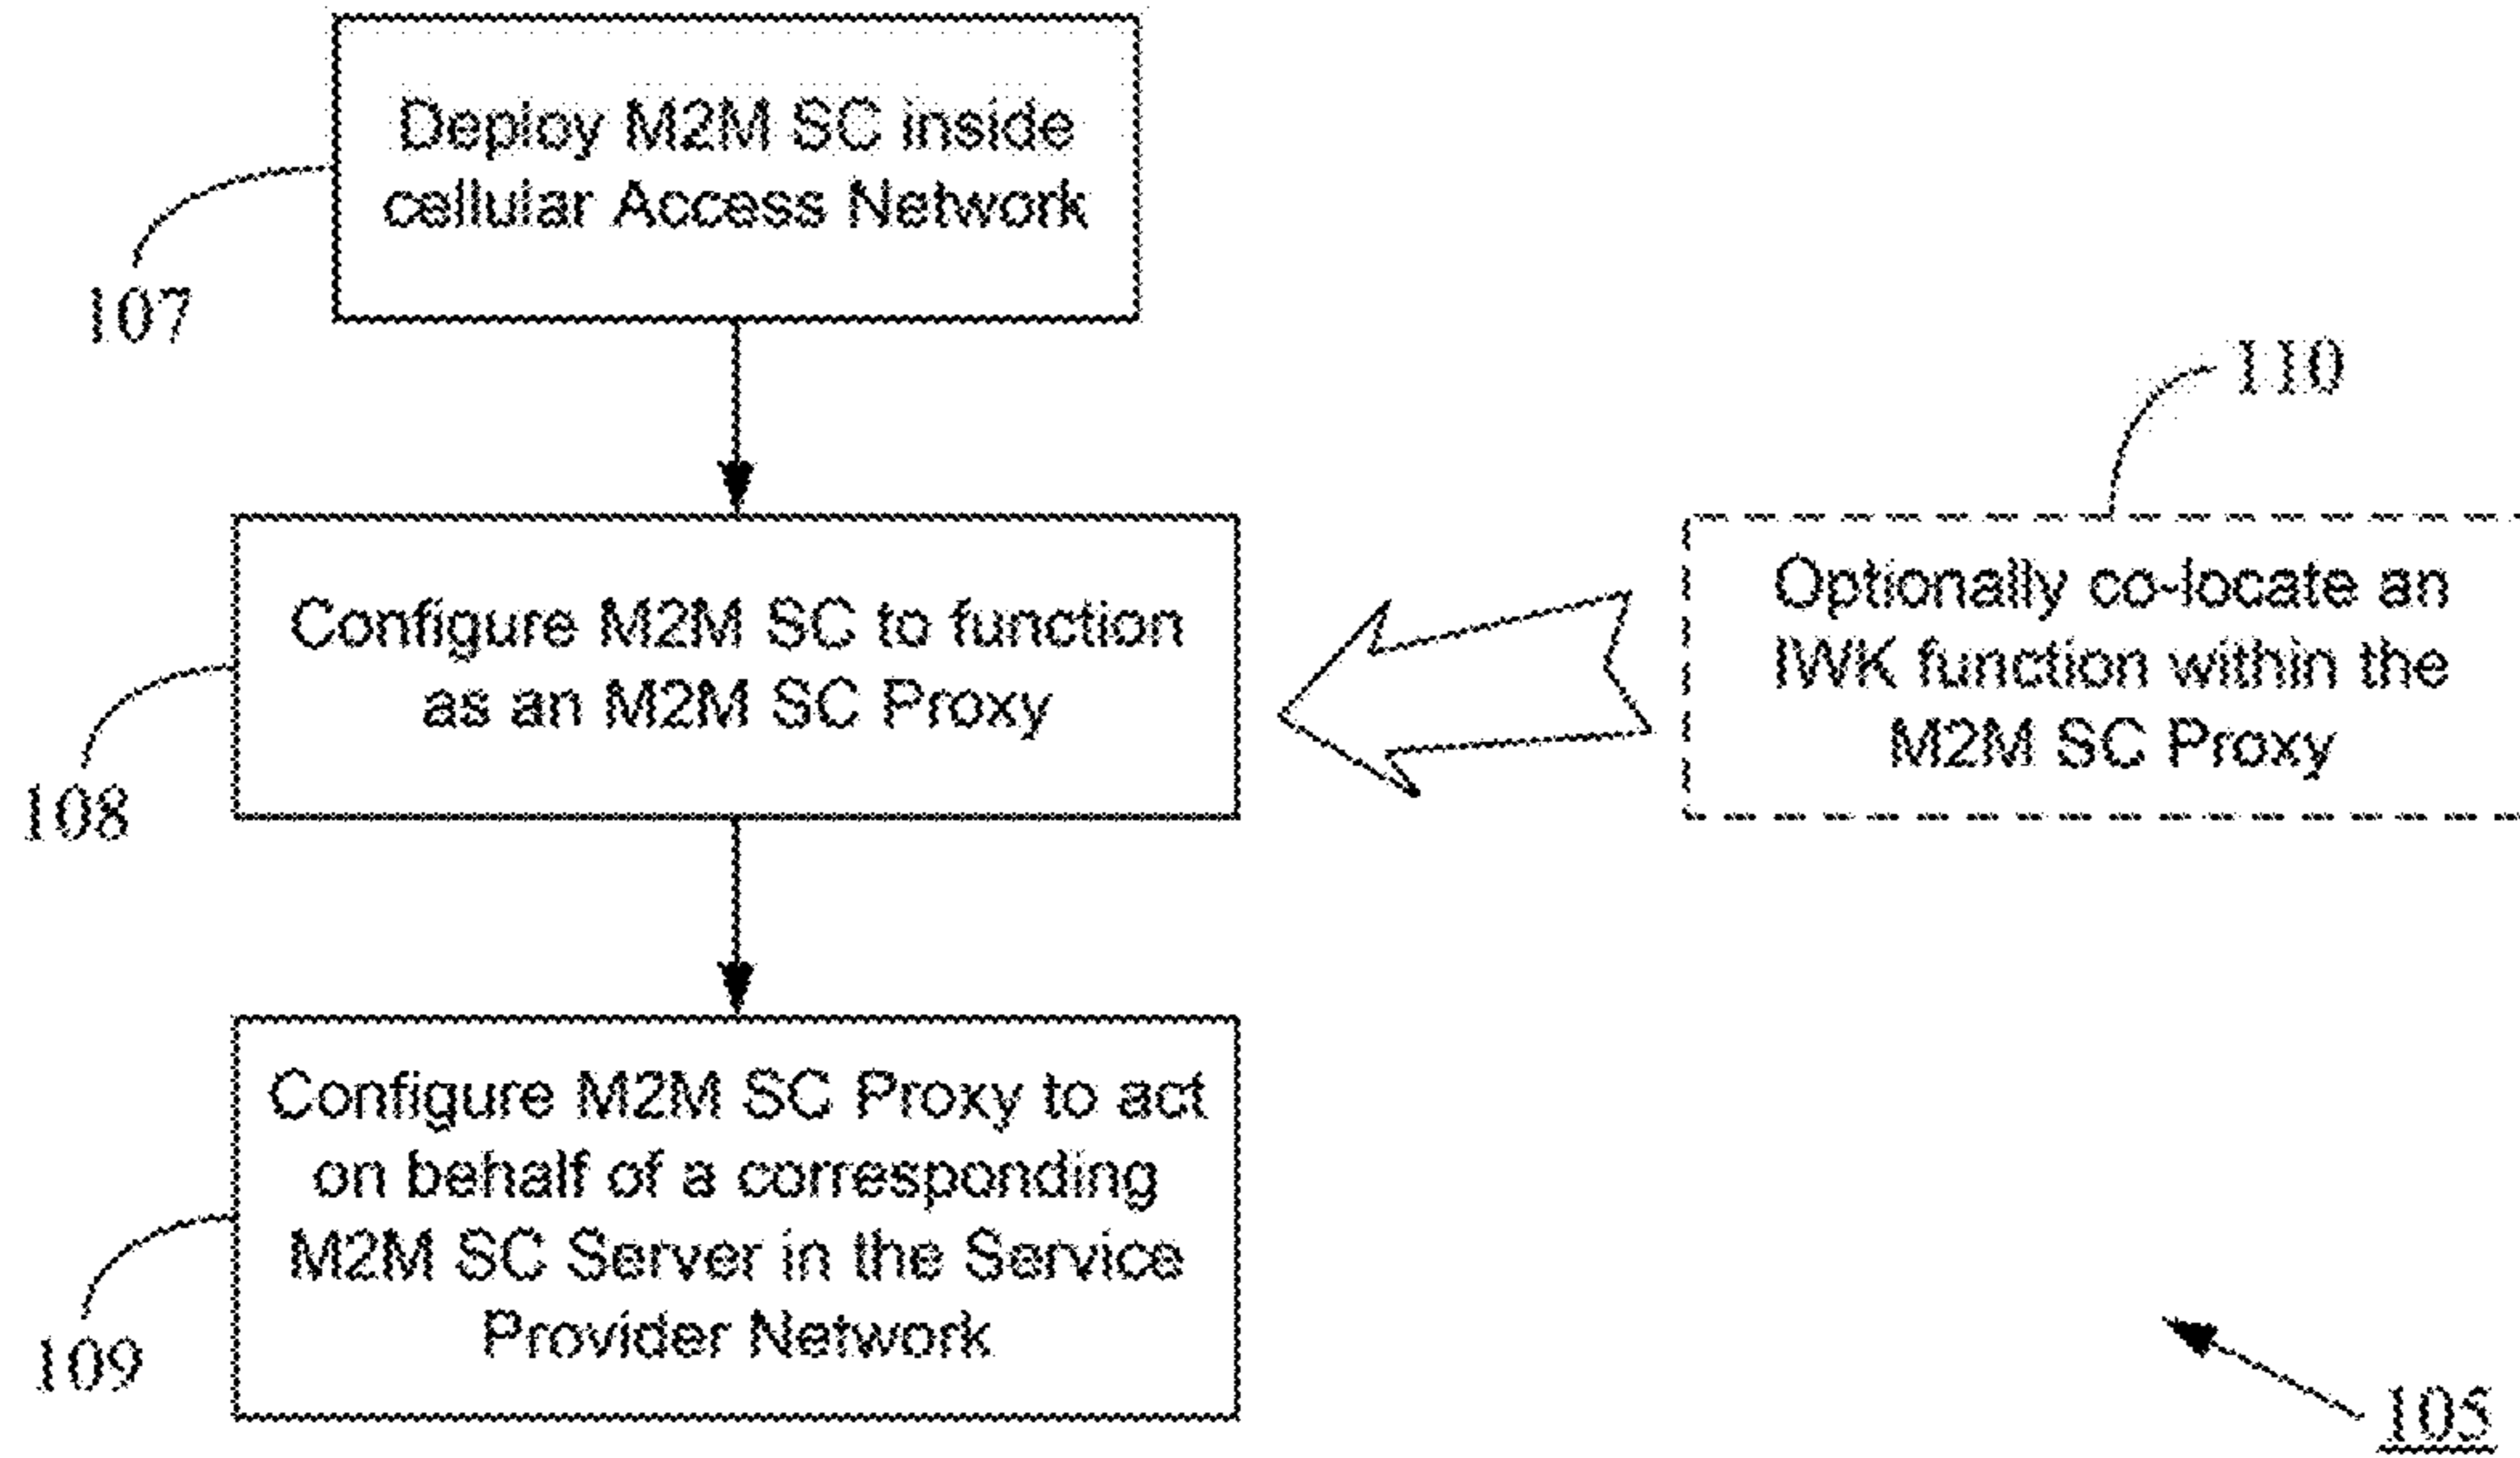 Deploy M2M SC inside
cellular Access Network
107
110
Configure M2M SC to function
as an M2M SC Proxy
108
Optionally co-locate an
IWK function within the
M2M SC Proxy
Configure M2M SC Proxy to act
on behalf of a corresponding
M2M SC Server in the Service
Provider Network
109
105